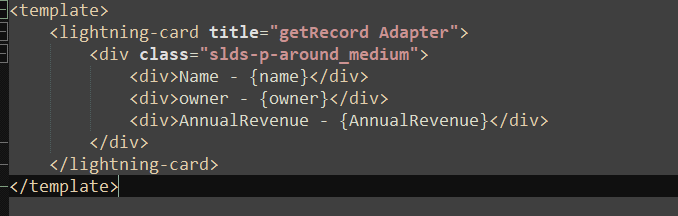 <template>
    <lightning-card title="getRecord Adapter">
        <div class="slds-p-around_medium">
            <div>Name - {name}</div>
            <div>owner - {owner}</div>
            <div>AnnualRevenue - {AnnualRevenue}</div>
        </div>
    </lightning-card>
</template>